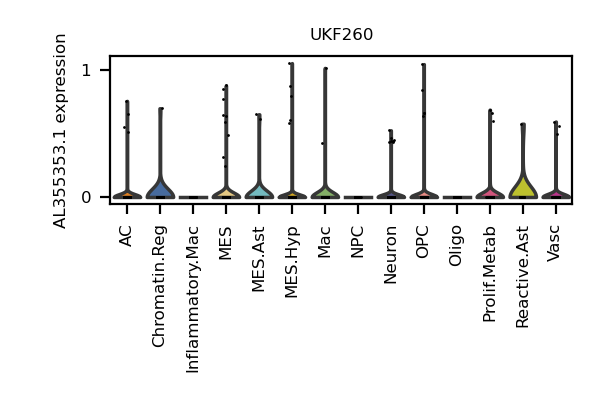 UKF260
AL355353.1 expression
1
0
AC
Chromatin.Reg
Inflammatory.Mac
MES
MES.Ast
MES.Hyp
Mac
NPC
Neuron
OPC
Oligo
Prolif.Metab
Reactive.Ast
Vasc